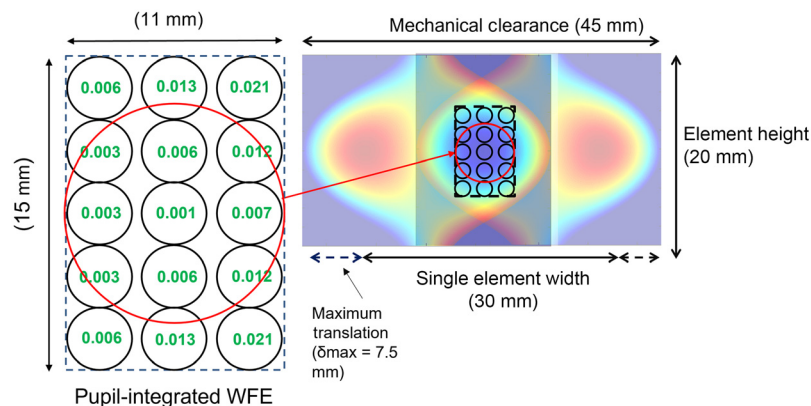 (11 mm)
(15 mm)
0.006 0.013 0.021
0.003 0.006 0.012
0.003 0.001 0.007
0.003 0.006 0.012
0.006 0.013 0.021
Pupil-integrated WFE
Mechanical clearance (45 mm)
Element height
(20 mm)
Single element width
(30 mm)
Maximum
translation
(δmax = 7.5
mm)